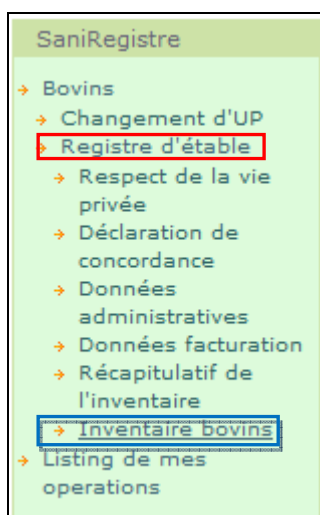 SaniRegistre
Bovins
Changement d'UP
Registre d'étable
Respect de la vie
privée
Déclaration de
concordance
Données
administratives
Données facturation
Récapitulatif de
l'inventaire
Inventaire bovins
Listing de mes
operations